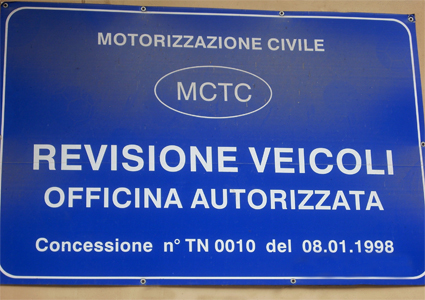 MOTORIZZAZIONE CIVILE
MCTC
REVISIONE VEICOLI
OFFICINA AUTORIZZATA
Concessione n° TN 0010 del 08.01.1998